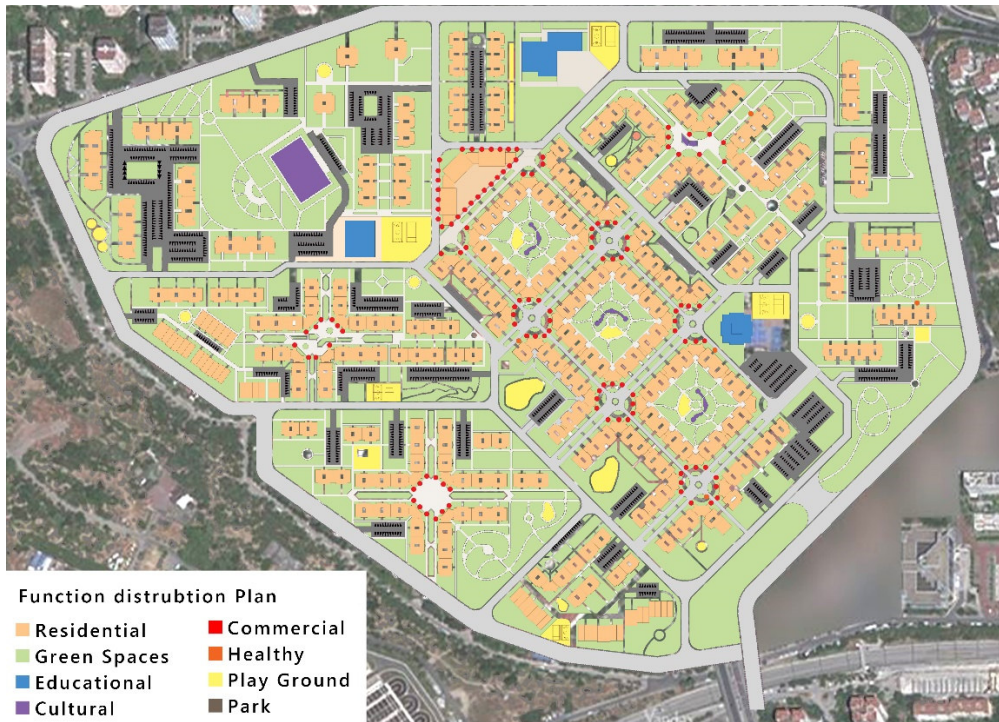 Function distrubtion Plan
Residential
Green Spaces
Educational
Cultural
Commercial
Healthy
Play Ground
Park